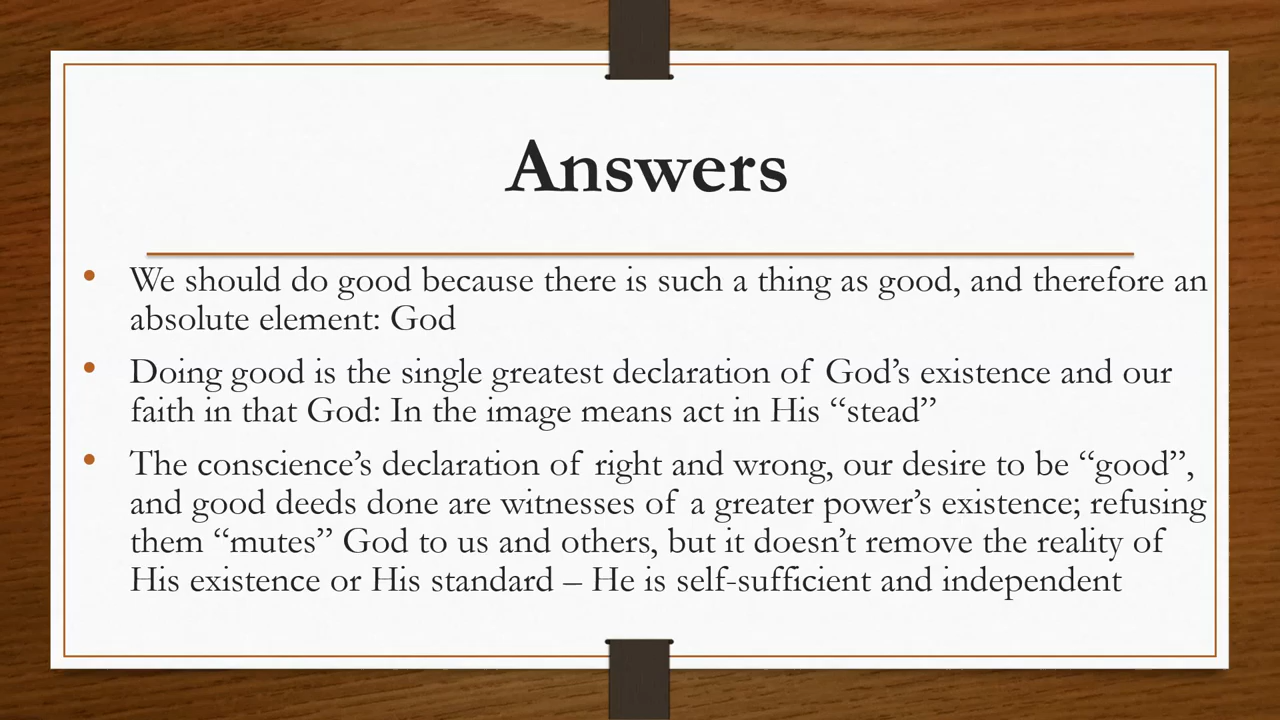 Answers
• We should do good because there is such a thing as good, and therefore an
absolute element: God
• Doing good is the single greatest declaration of God’s existence and our
faith in that God: In the image means act in His “stead”
• The conscience’s declaration of right and wrong, our desire to be “good”,
and good deeds done are witnesses of a greater power’s existence; refusing
them “mutes” God to us and others, but it doesn’t remove the reality of
His existence or His standard – He is self-sufficient and independent